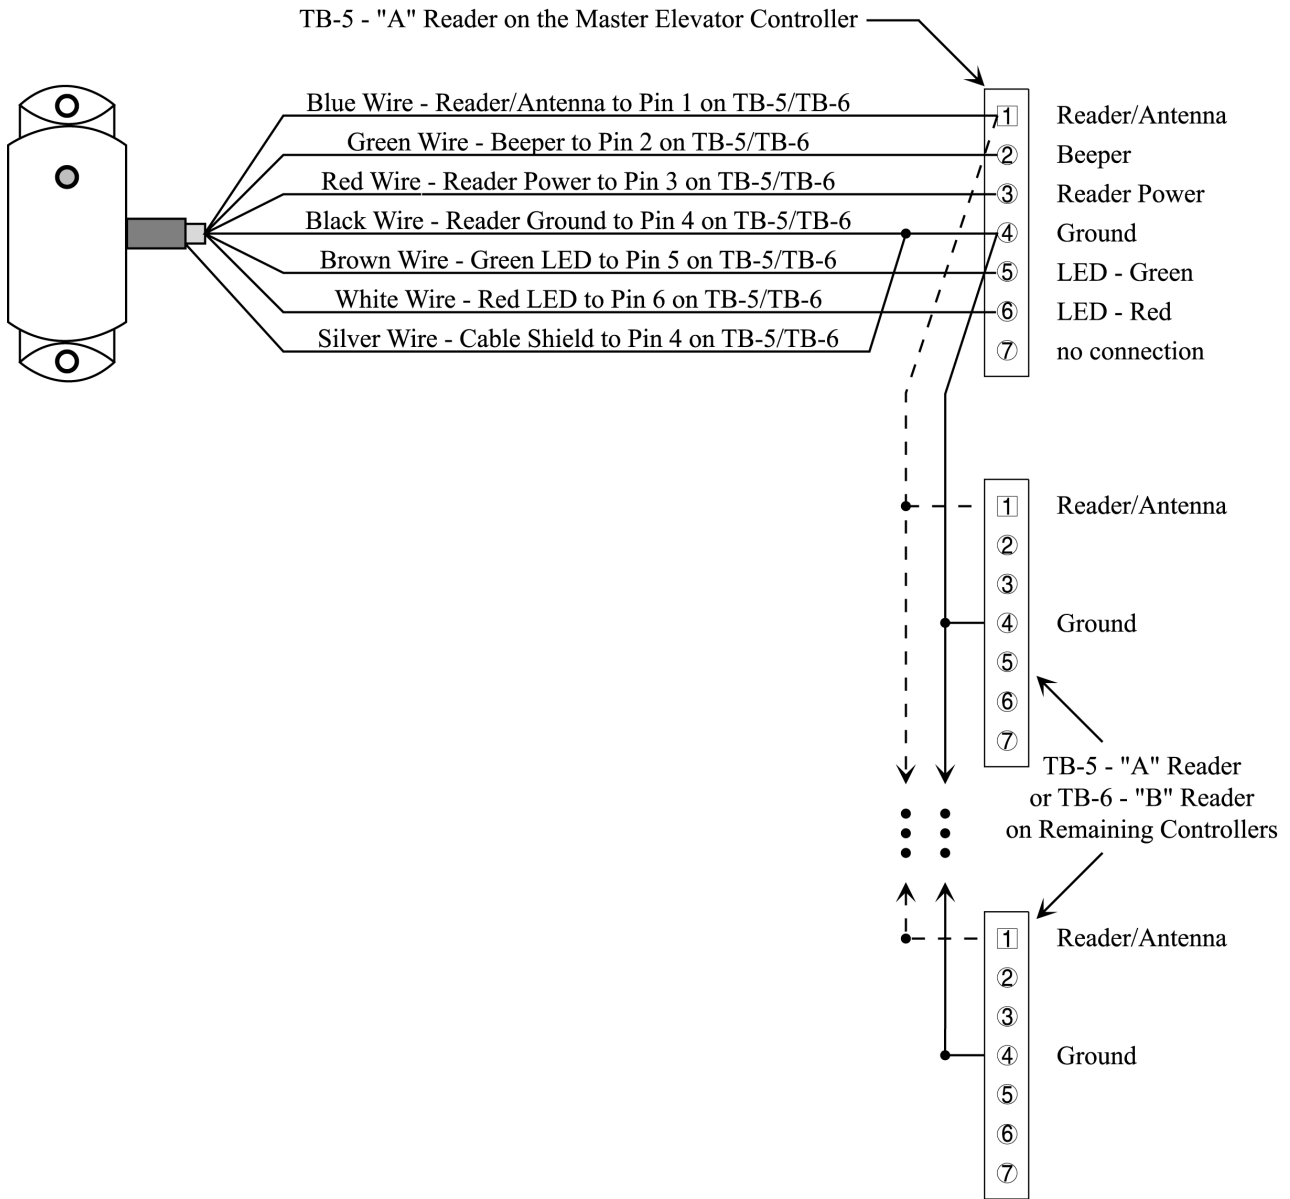 TB-5 - "A" Reader on the Master Elevator Controller
Blue Wire - Reader/Antenna to Pin 1 on TB-5/TB-6
Green Wire - Beeper to Pin 2 on TB-5/TB-6
Red Wire - Reader Power to Pin 3 on TB-5/TB-6
Black Wire - Reader Ground to Pin 4 on TB-5/TB-6
Brown Wire - Green LED to Pin 5 on TB-5/TB-6
White Wire - Red LED to Pin 6 on TB-5/TB-6
Silver Wire - Cable Shield to Pin 4 on TB-5/TB-6
1 Reader/Antenna
2 Beeper
3 Reader Power
4 Ground
5 LED - Green
6 LED - Red
7 no connection
1 Reader/Antenna
2
3
4 Ground
5
6
7
TB-5 - "A" Reader
or TB-6 - "B" Reader
on Remaining Controllers
1 Reader/Antenna
2
3
4 Ground
5
6
7